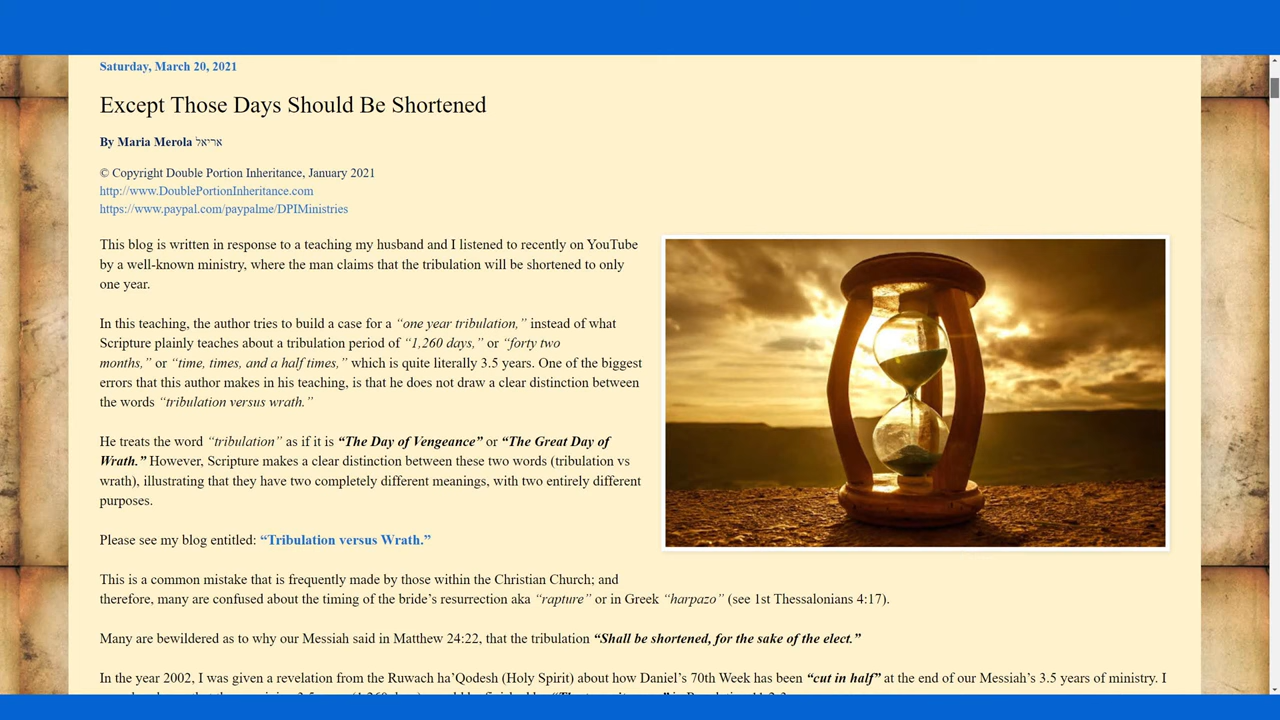 Saturday, March 20, 2021
Except Those Days Should Be Shortened
By Maria Merola אריאל
© Copyright Double Portion Inheritance, January 2021
http://www.DoublePortionInheritance.com
https://www.paypal.com/paypalme/DPIMinistries
This blog is written in response to a teaching my husband and I listened to recently on YouTube
by a well-known ministry, where the man claims that the tribulation will be shortened to only
one year.
In this teaching, the author tries to build a case for a “one year tribulation,” instead of what
Scripture plainly teaches about a tribulation period of “1,260 days,” or “forty two
months,” or “time, times, and a half times,” which is quite literally 3.5 years. One of the biggest
errors that this author makes in his teaching, is that he does not draw a clear distinction between
the words “tribulation versus wrath.”
He treats the word “tribulation” as if it is “The Day of Vengeance” or “The Great Day of
Wrath.” However, Scripture makes a clear distinction between these two words (tribulation vs
wrath), illustrating that they have two completely different meanings, with two entirely different
purposes.
Please see my blog entitled: “Tribulation versus Wrath.”
This is a common mistake that is frequently made by those within the Christian Church; and
therefore, many are confused about the timing of the bride’s resurrection aka “rapture” or in Greek “harpazo” (see 1st Thessalonians 4:17).
Many are bewildered as to why our Messiah said in Matthew 24:22, that the tribulation “Shall be shortened, for the sake of the elect.”
In the year 2002, I was given a revelation from the Ruwach ha’Qodesh (Holy Spirit) about how Daniel’s 70th Week has been “cut in half” at the end of our Messiah’s 3.5 years of ministry. I